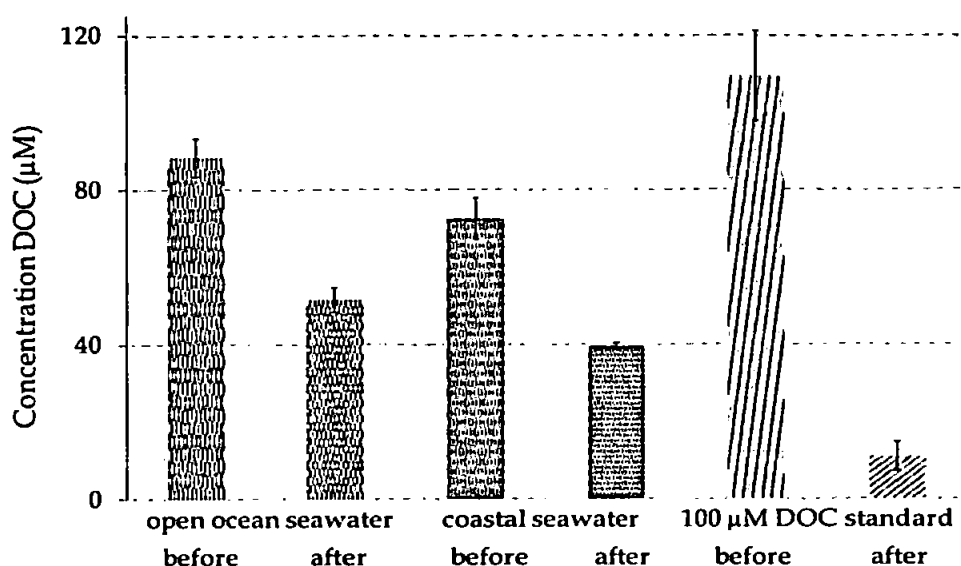 120
80
40
0
Concentration DOC (µM)
open ocean seawater coastal seawater 100 µM DOC standard
before after before after before after